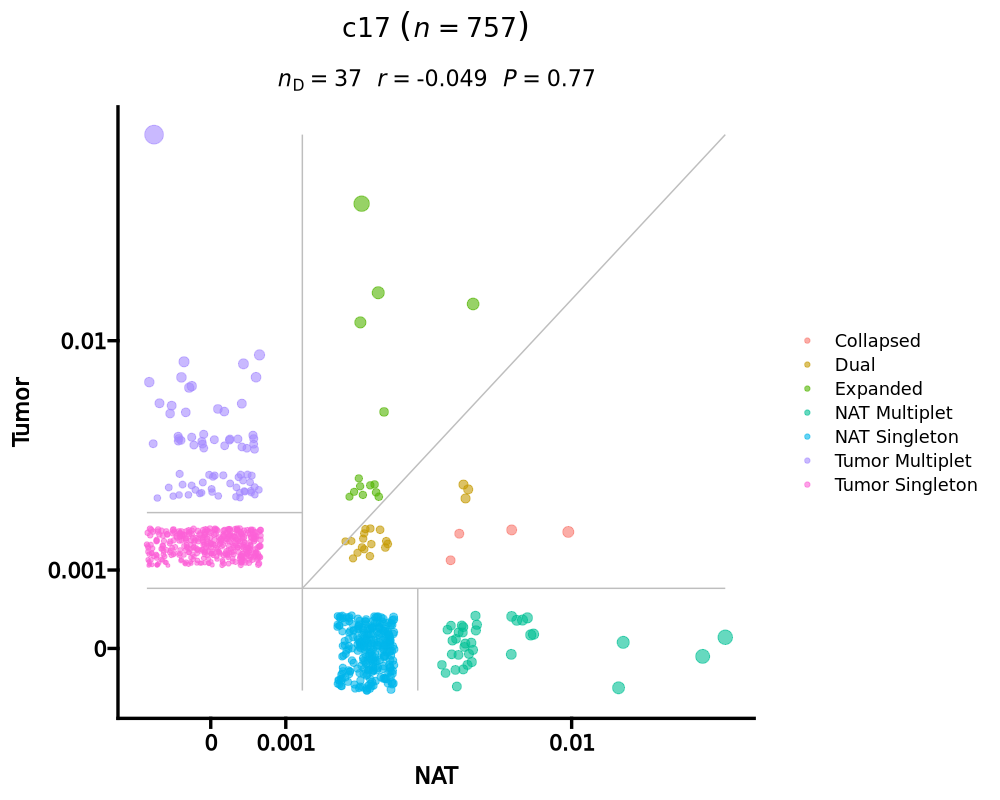 c17 (n = 757)
nD = 37 r = -0.049 P = 0.77
Tumor
0.01
0.001
0
0
0.001
0.01
NAT
Collapsed
Dual
Expanded
NAT Multiplet
NAT Singleton
Tumor Multiplet
Tumor Singleton